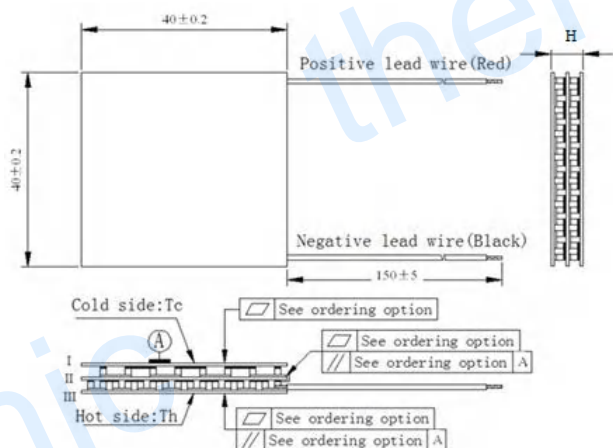 40±0.2
H
Positive lead wire(Red)
40±0.2
Negative lead wire(Black)
150±5
Cold side:Tc
See ordering option
A
See ordering option
I
See ordering option A
II
III
Hot side:Th
See ordering option
See ordering option A